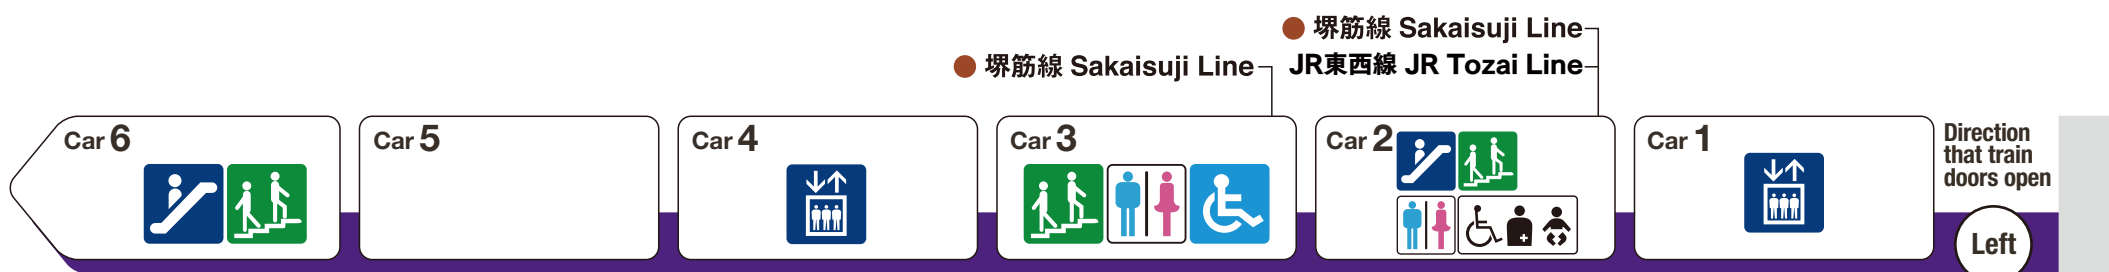 堺筋線 Sakaisuji Line
JR東西線 JR Tozai Line
堺筋線 Sakaisuji Line
Car 6
Car 5
Car 4
Car 3
Car 2
Car 1
Direction
that train
doors open
Left